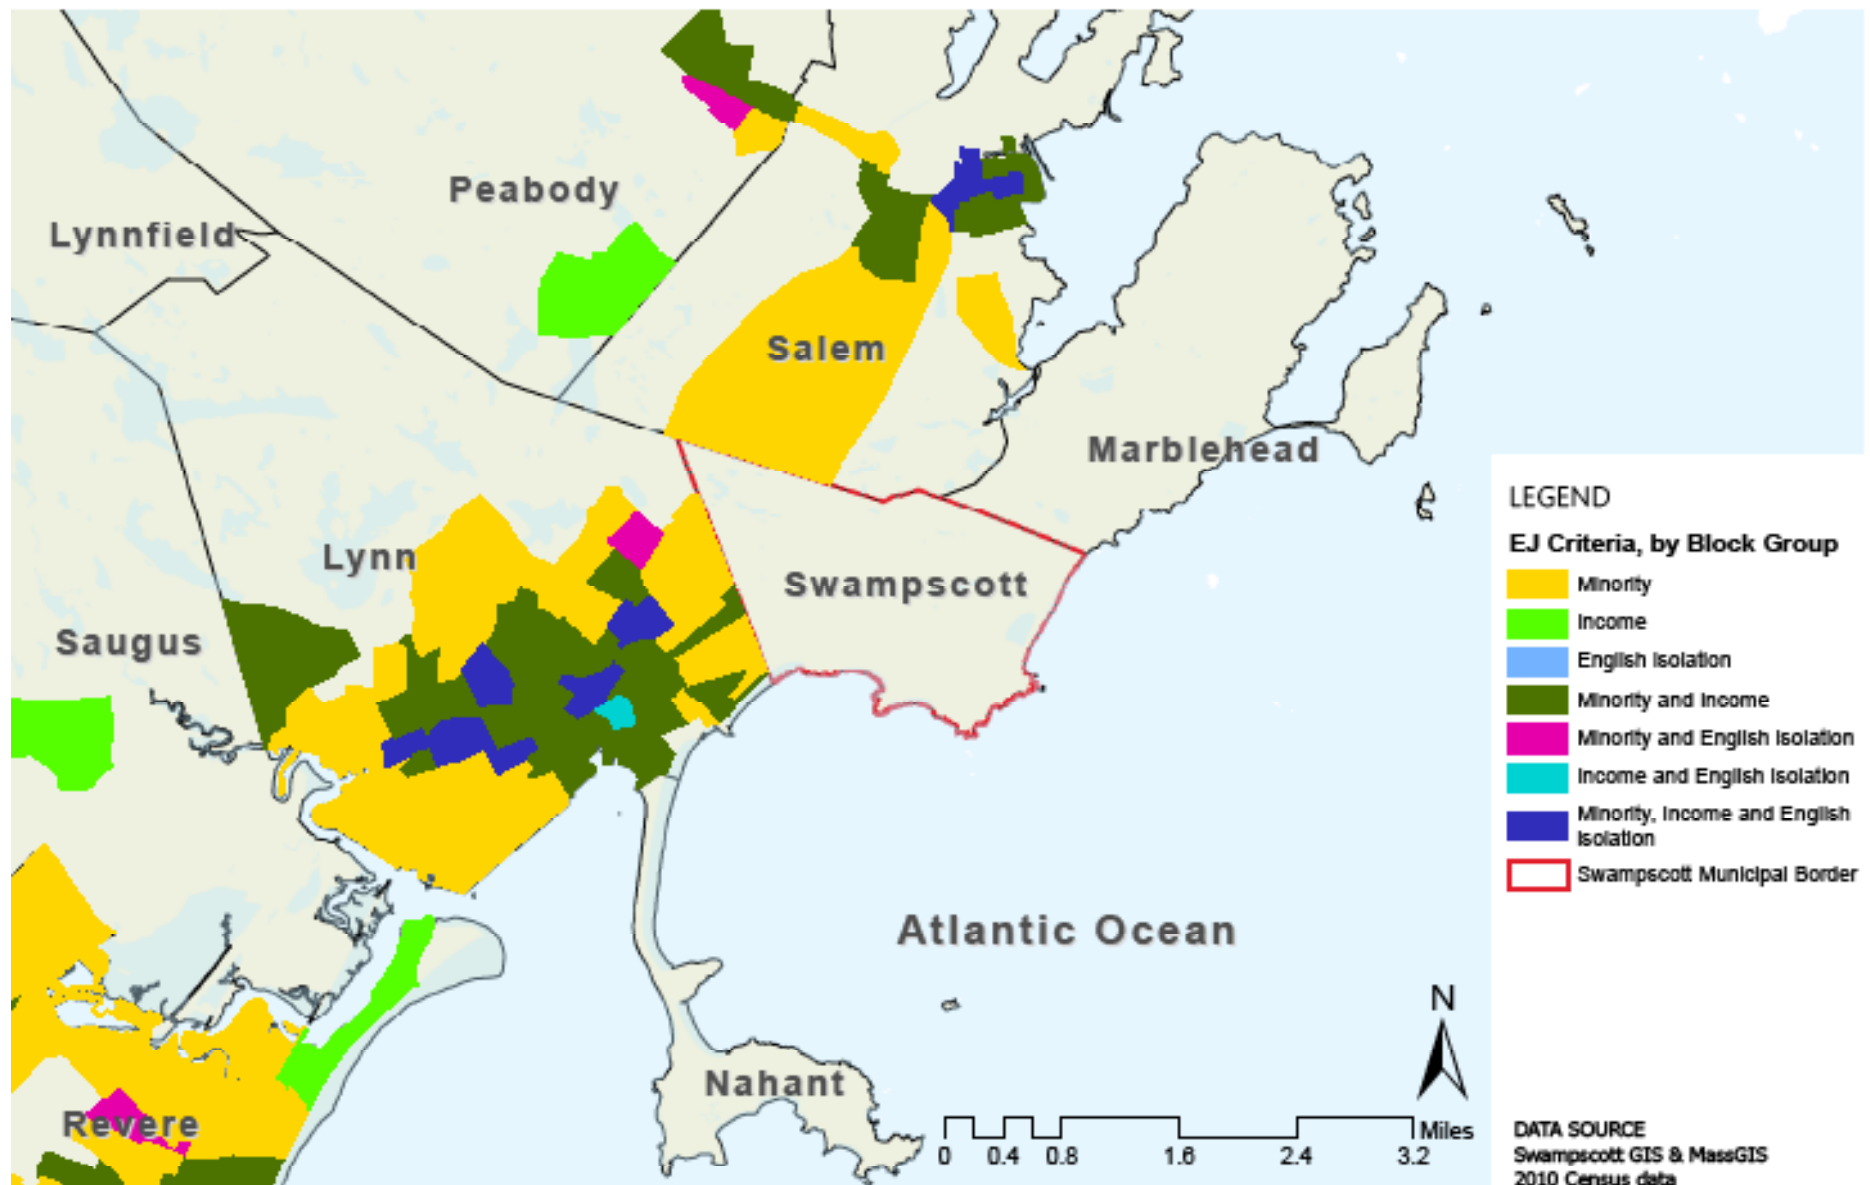 Peabody
Lynnfield
Salem
Marblehead
Lynn
Swampscott
Saugus
Atlantic Ocean
Nahant
Revere
LEGEND
EJ Criteria, by Block Group
Minority
Income
English Isolation
Minority and Income
Minority and English Isolation
Income and English Isolation
Minority, Income and English
Isolation
Swampscott Municipal Border
N
Miles
0 0.4 0.8 1.6 2.4 3.2
DATA SOURCE
Swampscott GIS & MassGIS
2010 Census data